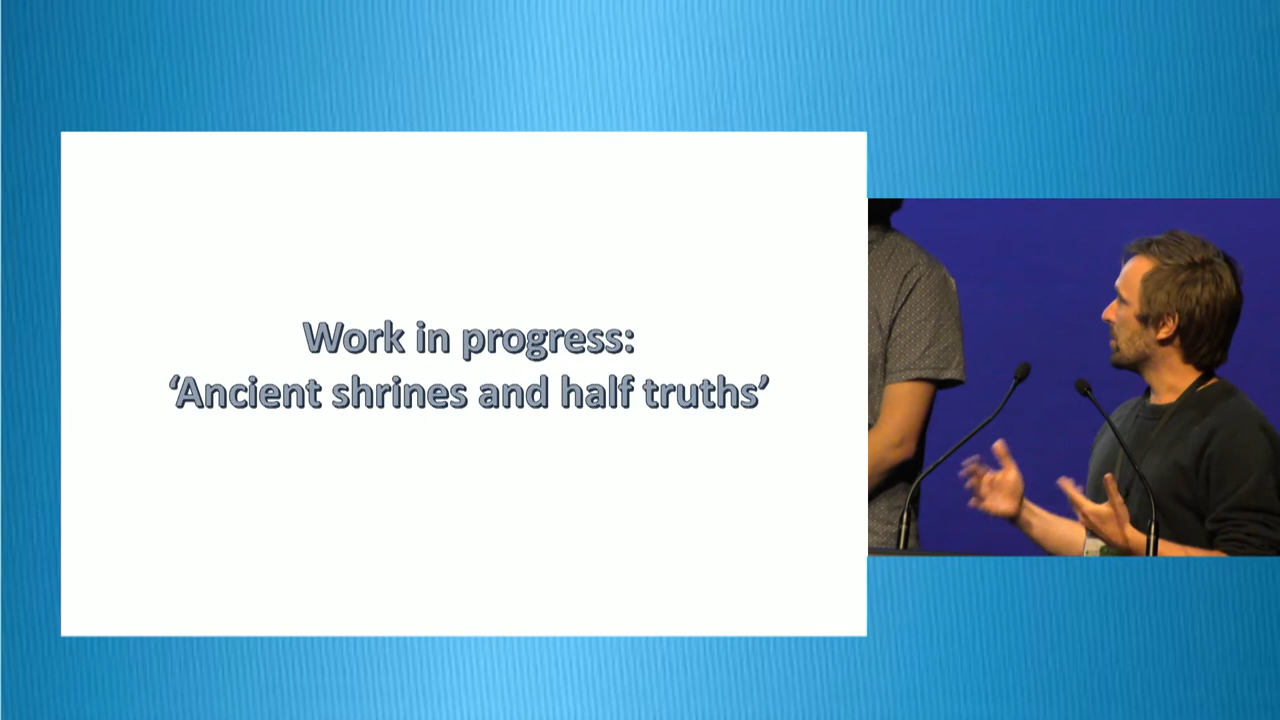 Work in progress:
‘Ancient shrines and half truths’